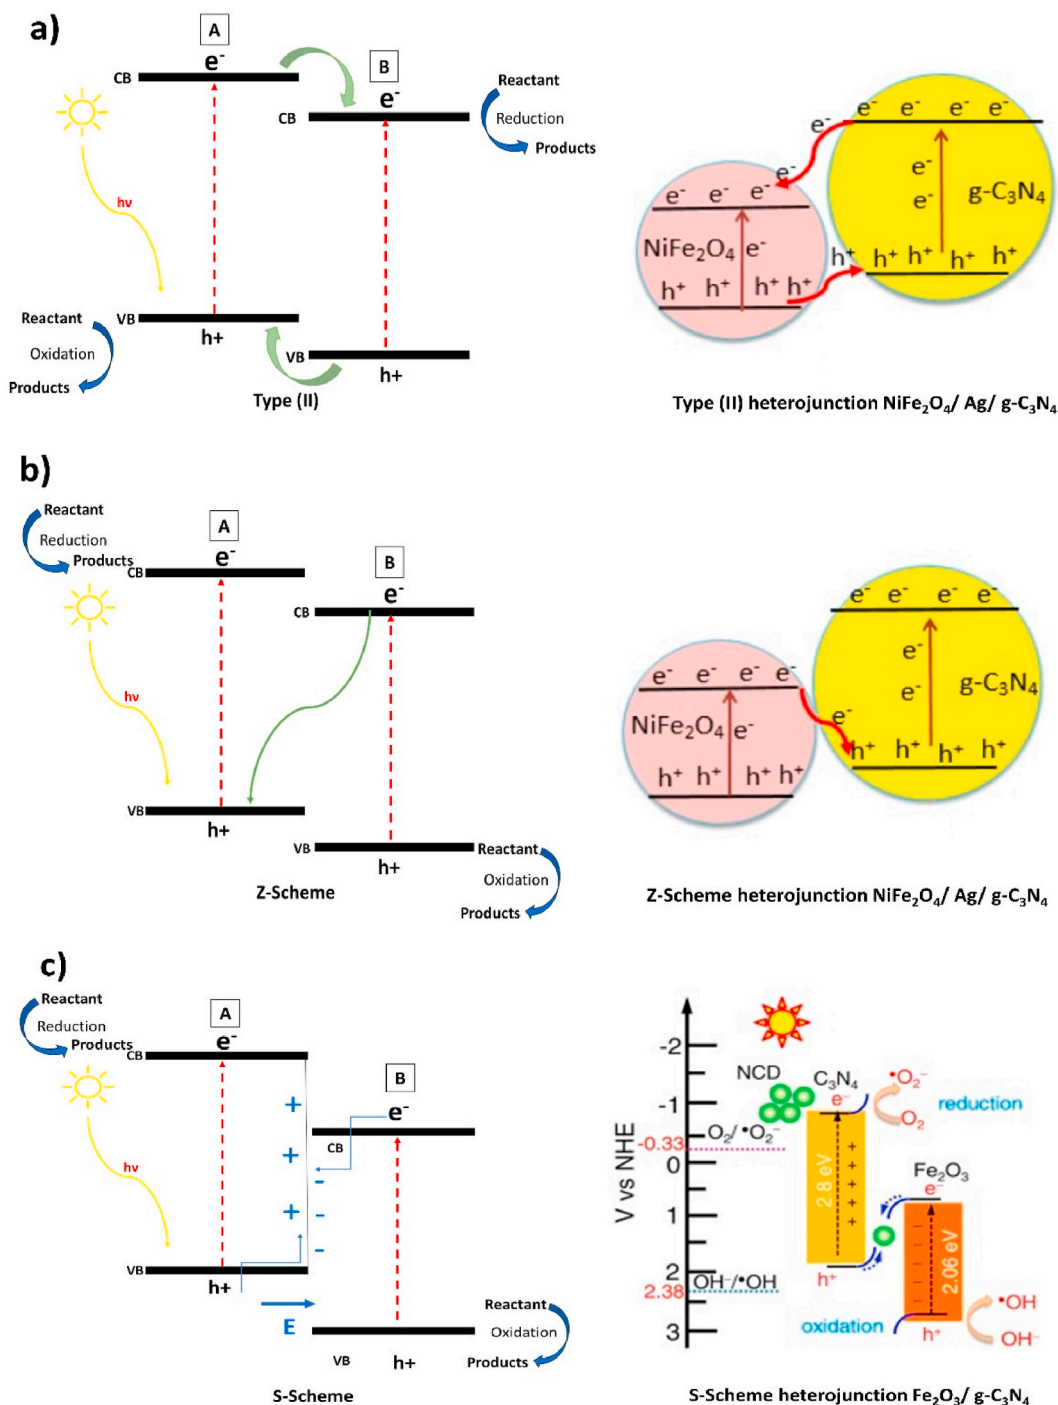 a)
A
e⁻
CB
B
e⁻
CB
Reactant
Reduction
Products
hν
Reactant
Oxidation
Products
VB
h+
VB
h+
Type (II)
e⁻ e⁻ e⁻ e⁻
e⁻
e⁻
e⁻ e⁻ e⁻
e⁻
e⁻
g-C₃N₄
NiFe₂O₄ e⁻
h⁺ h⁺ h⁺ h⁺
h⁺
h⁺ h⁺ h⁺ h⁺
Type (II) heterojunction NiFe₂O₄/ Ag/ g-C₃N₄
b)
Reactant
Reduction
Products
A
e⁻
CB
B
e⁻
CB
hν
VB
h+
VB
h+
Reactant
Oxidation
Products
Z-Scheme
e⁻ e⁻ e⁻ e⁻
e⁻
e⁻
g-C₃N₄
e⁻ e⁻ e⁻ e⁻
NiFe₂O₄ e⁻
e⁻
h⁺ h⁺ h⁺ h⁺
h⁺ h⁺ h⁺ h⁺
Z-Scheme heterojunction NiFe₂O₄/ Ag/ g-C₃N₄
c)
Reactant
Reduction
Products
A
e⁻
CB
B
e⁻
CB
hν
+
+
+
-
-
-
VB
h+
E
VB
h+
Reactant
Oxidation
Products
S-Scheme
V vs NHE
-2
-1
-0.33
0
1
2
2.38
3
NCD
C₃N₄
e⁻
•O₂⁻
O₂
reduction
O₂/•O₂⁻
2.8 eV
+ + + + +
Fe₂O₃
e⁻
2.06 eV
h⁺
OH⁻/•OH
oxidation
h⁺
•OH
OH⁻
S-Scheme heterojunction Fe₂O₃/ g-C₃N₄